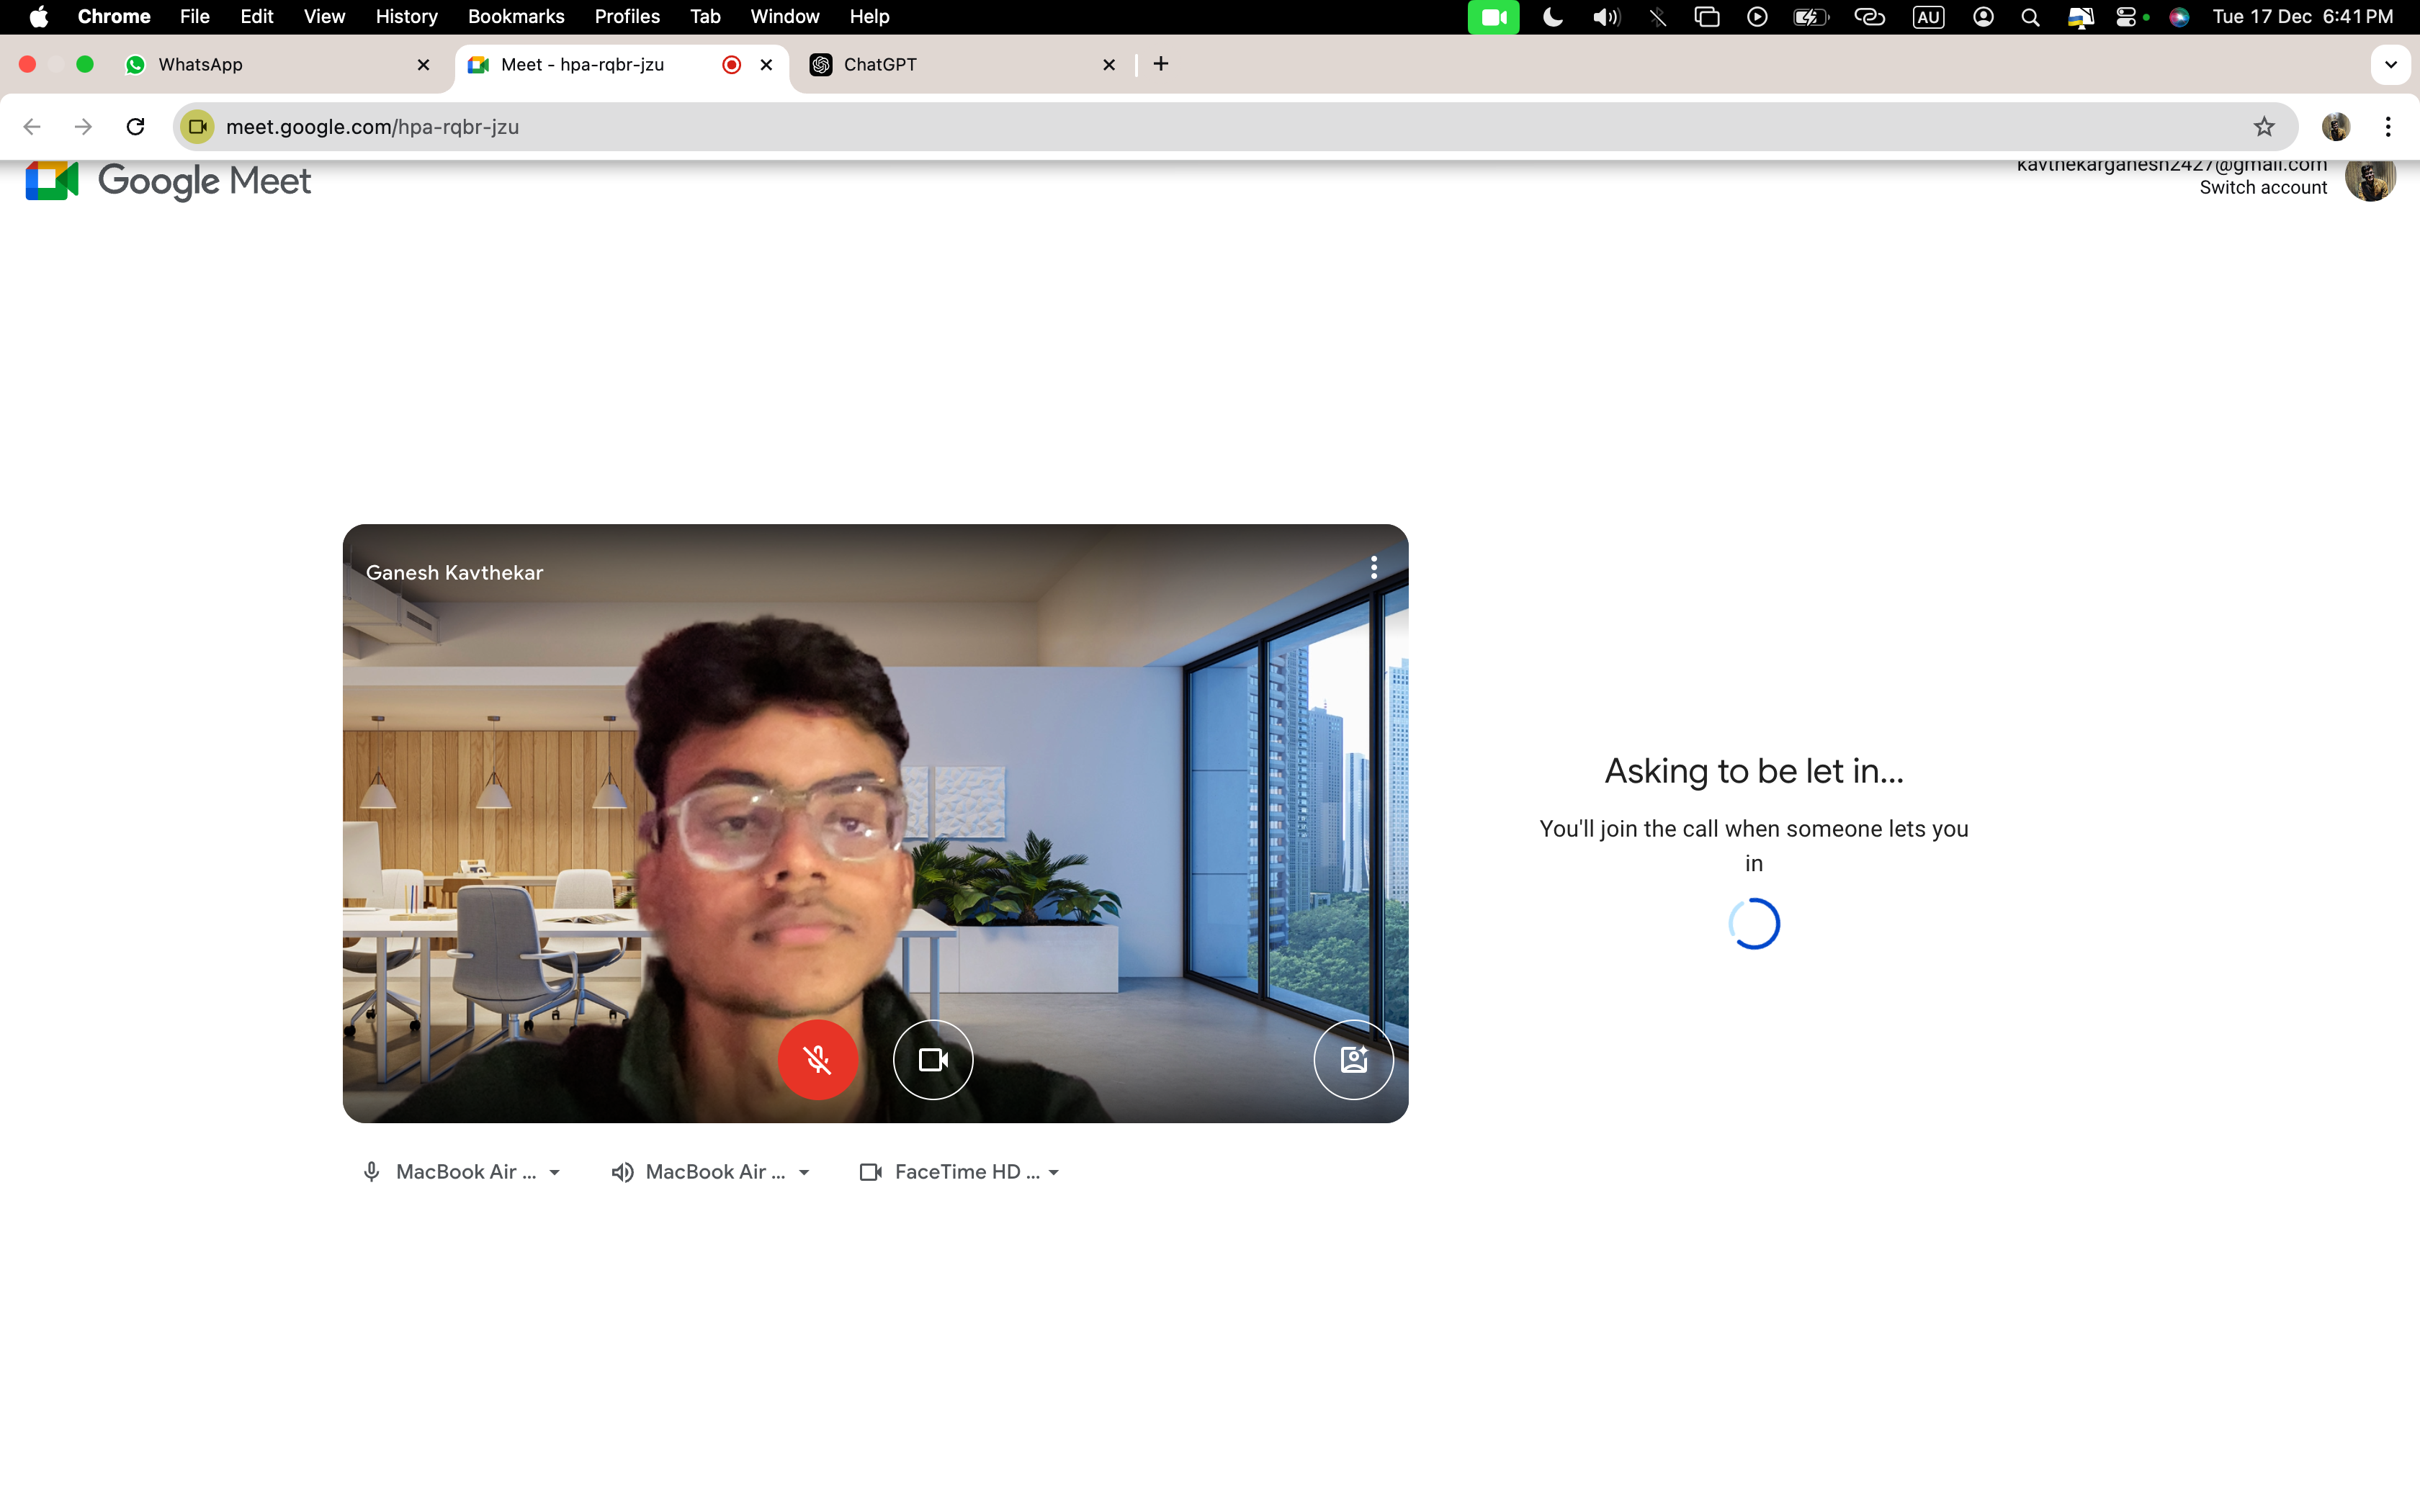 Chrome File Edit View History Bookmarks Profiles Tab Window Help AU Tue 17 Dec 6:41 PM
WhatsApp Meet - hpa-rqbr-jzu ChatGPT
meet.google.com/hpa-rqbr-jzu
Google Meet
kavthekarganesh2427@gmail.com
Switch account
Ganesh Kavthekar
Asking to be let in...
You'll join the call when someone lets you
in
MacBook Air ... MacBook Air ... FaceTime HD ...